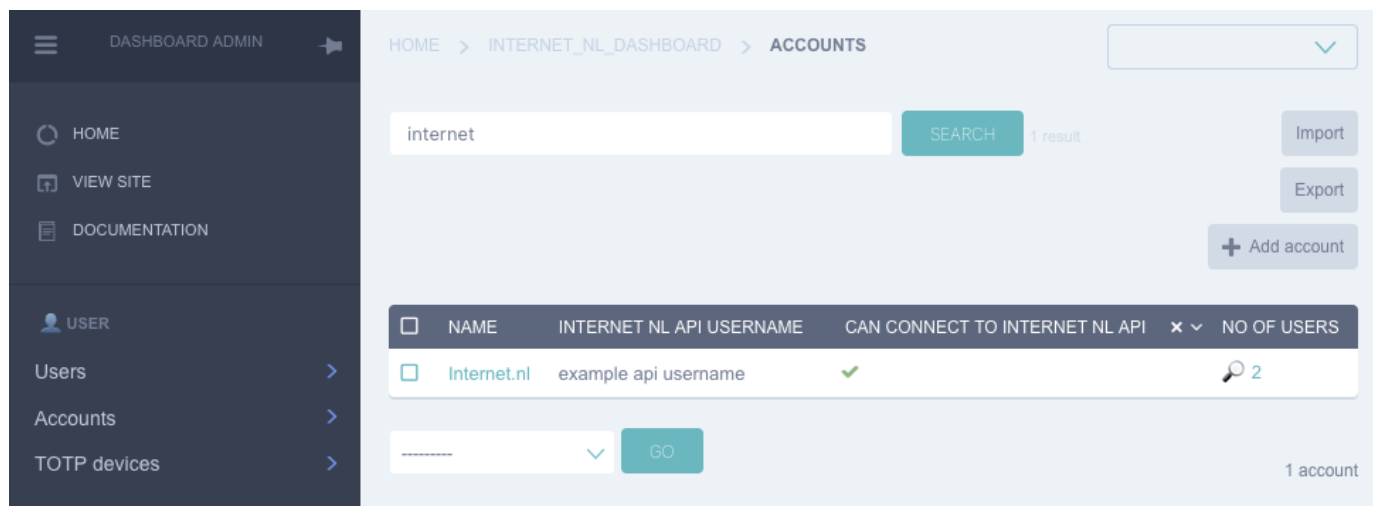 DASHBOARD ADMIN
HOME > INTERNET_NL_DASHBOARD > ACCOUNTS
HOME
VIEW SITE
DOCUMENTATION
USER
Users
Accounts
TOTP devices
internet
SEARCH
1 result
Import
Export
Add account
NAME INTERNET NL API USERNAME CAN CONNECT TO INTERNET NL API NO OF USERS
Internet.nl example api username 2
---------
GO
1 account